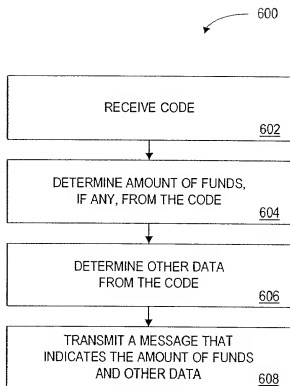 600
RECEIVE CODE
602
DETERMINE AMOUNT OF FUNDS,
IF ANY, FROM THE CODE
604
DETERMINE OTHER DATA
FROM THE CODE
606
TRANSMIT A MESSAGE THAT
INDICATES THE AMOUNT OF FUNDS
AND OTHER DATA
608